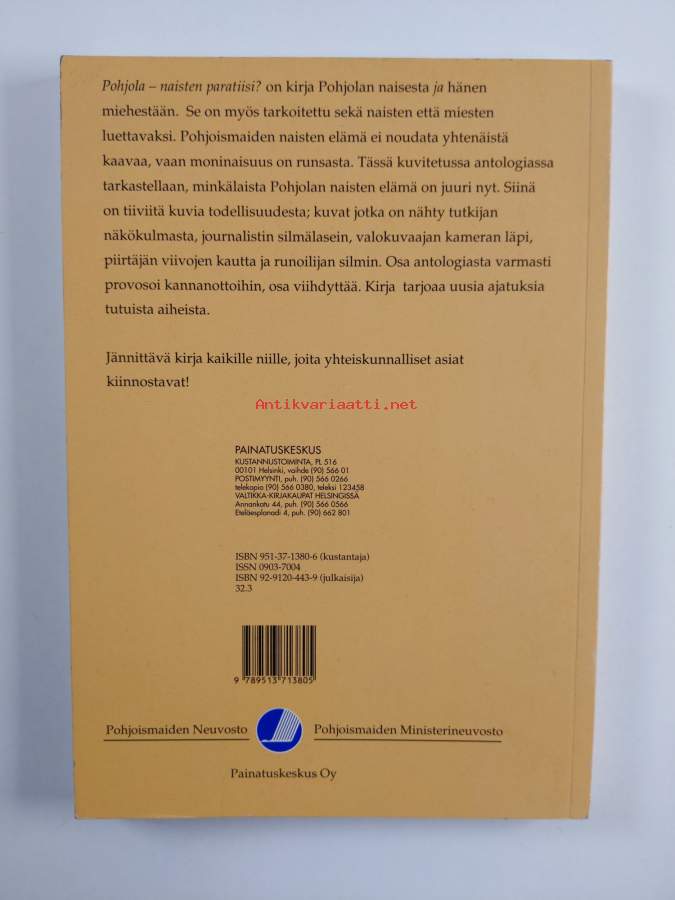 Pohjola – naisten paratiisi? on kirja Pohjolan naisesta ja hänen
miehestään. Se on myös tarkoitettu sekä naisten että miesten
luettavaksi. Pohjoismaiden naisten elämä ei noudata yhtenäistä
kaavaa, vaan moninaisuus on runsasta. Tässä kuvitetussa antologiassa
tarkastellaan, minkälaista Pohjolan naisten elämä on juuri nyt. Siinä
on tiiviitä kuvia todellisuudesta; kuvat jotka on nähty tutkijan
näkökulmasta, journalistin silmälasein, valokuvaajan kameran läpi,
piirtäjän viivojen kautta ja runoilijan silmin. Osa antologiasta varmasti
provosoi kannanottoihin, osa viihdyttää. Kirja tarjoaa uusia ajatuksia
tutuista aiheista.
Jännittävä kirja kaikille niille, joita yhteiskunnalliset asiat
kiinnostavat!
Antikvariaatti.net
PAINATUSKESKUS
KUSTANNUSTOIMINTA, PL 516
00101 Helsinki, vaihde (90) 566 01
POSTIMYYNTI, puh. (90) 566 0266
telekopio (90) 566 0380, teleksi 123458
VALTIKKA-KIRJAKAUPAT HELSINGISSÄ
Annankatu 44, puh. (90) 566 0566
Eteläesplanadi 4, puh. (90) 662 801
ISBN 951-37-1380-6 (kustantaja)
ISSN 0903-7004
ISBN 92-9120-443-9 (julkaisija)
32.3
9 789513 713805
Pohjoismaiden Neuvosto Pohjoismaiden Ministerineuvosto
Painatuskeskus Oy